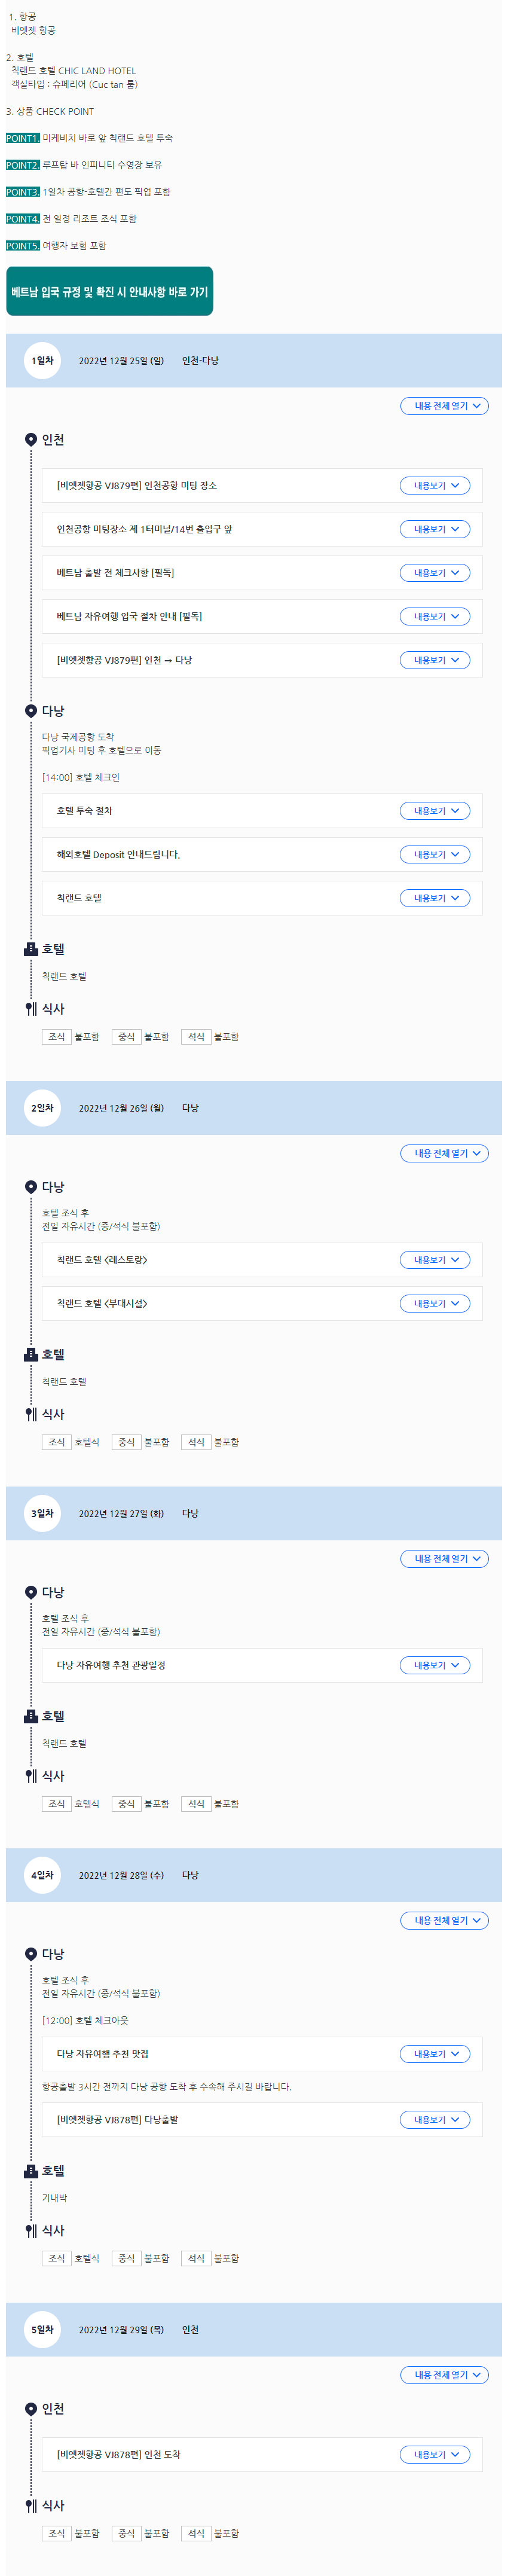 1. 항공
비엣젯 항공
2. 호텔
칙랜드 호텔 CHIC LAND HOTEL
객실타입 : 슈페리어 (Cuc tan 룸)
3. 상품 CHECK POINT
POINT1. 미케비치 바로 앞 칙랜드 호텔 투숙
POINT2. 루프탑 바 인피니티 수영장 보유
POINT3. 1일차 공항-호텔간 편도 픽업 포함
POINT4. 전 일정 리조트 조식 포함
POINT5. 여행자 보험 포함
베트남 입국 규정 및 확진 시 안내사항 바로 가기
1일차 2022년 12월 25일 (일) 인천-다낭
내용 전체 열기
인천
[비엣젯항공 VJ879편] 인천공항 미팅 장소 내용보기
인천공항 미팅장소 제 1터미널/14번 출입구 앞 내용보기
베트남 출발 전 체크사항 [필독] 내용보기
베트남 자유여행 입국 절차 안내 [필독] 내용보기
[비엣젯항공 VJ879편] 인천 → 다낭 내용보기
다낭
다낭 국제공항 도착
픽업기사 미팅 후 호텔으로 이동
[14:00] 호텔 체크인
호텔 투숙 절차 내용보기
해외호텔 Deposit 안내드립니다. 내용보기
칙랜드 호텔 내용보기
호텔
칙랜드 호텔
식사
조식 불포함 중식 불포함 석식 불포함
2일차 2022년 12월 26일 (월) 다낭
내용 전체 열기
다낭
호텔 조식 후
전일 자유시간 (중/석식 불포함)
칙랜드 호텔 <레스토랑> 내용보기
칙랜드 호텔 <부대시설> 내용보기
호텔
칙랜드 호텔
식사
조식 호텔식 중식 불포함 석식 불포함
3일차 2022년 12월 27일 (화) 다낭
내용 전체 열기
다낭
호텔 조식 후
전일 자유시간 (중/석식 불포함)
다낭 자유여행 추천 관광일정 내용보기
호텔
칙랜드 호텔
식사
조식 호텔식 중식 불포함 석식 불포함
4일차 2022년 12월 28일 (수) 다낭
내용 전체 열기
다낭
호텔 조식 후
전일 자유시간 (중/석식 불포함)
[12:00] 호텔 체크아웃
다낭 자유여행 추천 맛집 내용보기
항공출발 3시간 전까지 다낭 공항 도착 후 수속해 주시길 바랍니다.
[비엣젯항공 VJ878편] 다낭출발 내용보기
호텔
기내박
식사
조식 호텔식 중식 불포함 석식 불포함
5일차 2022년 12월 29일 (목) 인천
내용 전체 열기
인천
[비엣젯항공 VJ878편] 인천 도착 내용보기
식사
조식 불포함 중식 불포함 석식 불포함